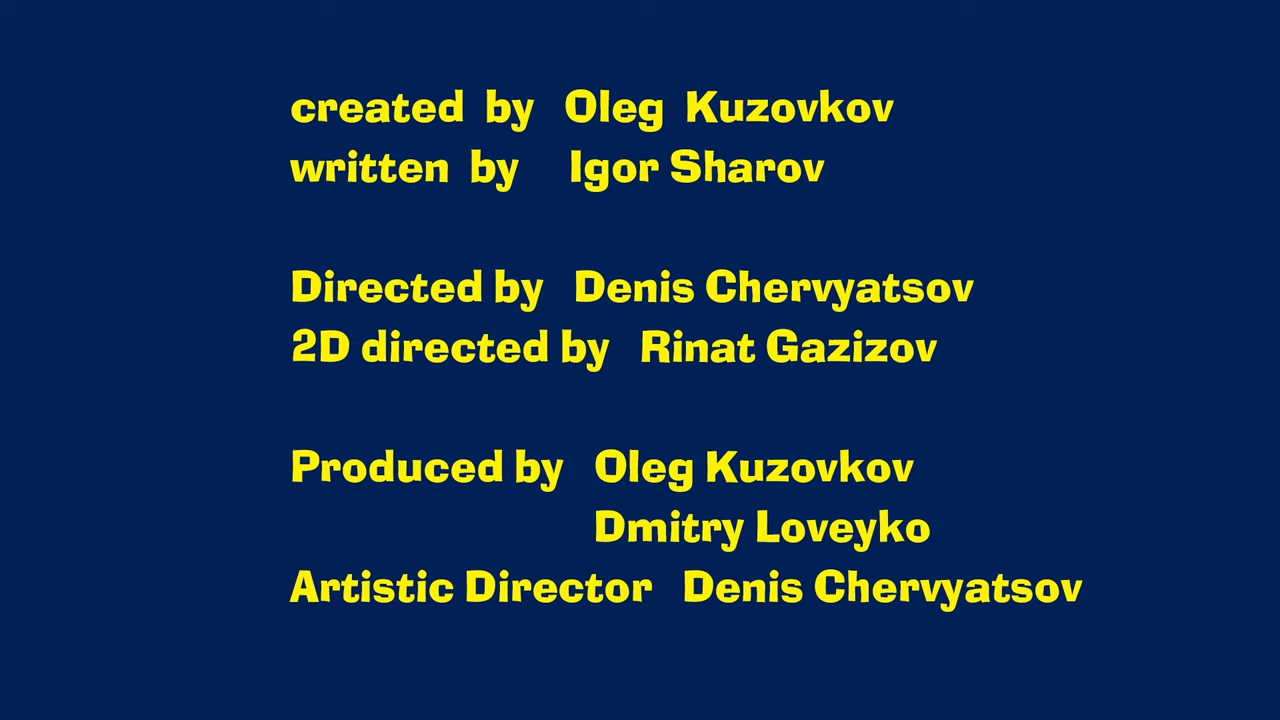 created by Oleg Kuzovkov
written by Igor Sharov
Directed by Denis Chervyatsov
2D directed by Rinat Gazizov
Produced by Oleg Kuzovkov
Dmitry Loveyko
Artistic Director Denis Chervyatsov